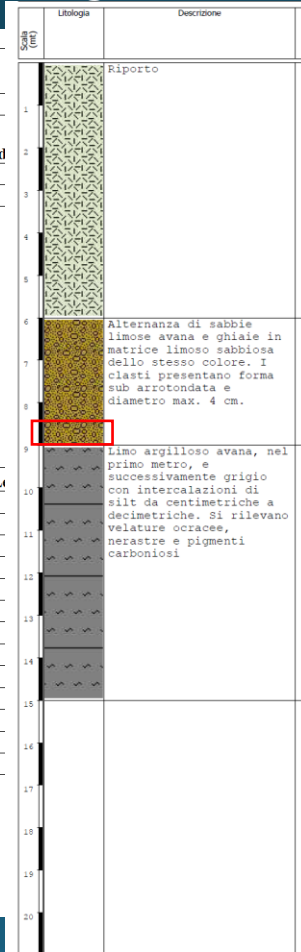 Scala
(mt)
Litologia
Descrizione
Riporto
1
2
3
4
5
6
Alternanza di sabbie
limose avana e ghiaie in
matrice limoso sabbiosa
dello stesso colore. I
clasti presentano forma
sub arrotondata e
diametro max. 4 cm.
7
8
9
Limo argilloso avana, nel
primo metro, e
successivamente grigio
con intercalazioni di
silt da centimetriche a
decimetriche. Si rilevano
velature ocracee,
nerastre e pigmenti
carboniosi
10
11
12
13
14
15
16
17
18
19
20